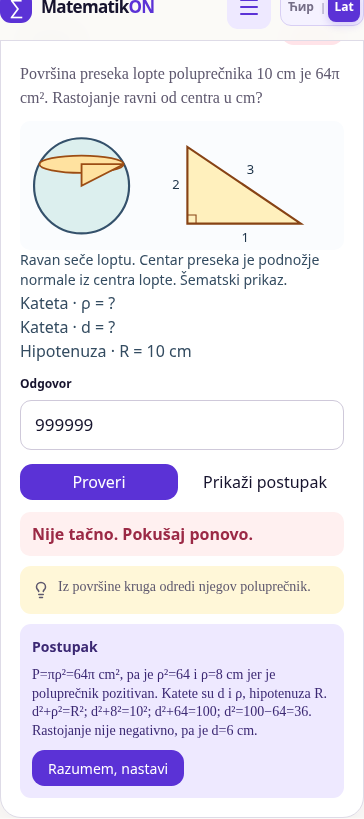 MatematikON
Ћир | Lat
Površina preseka lopte poluprečnika 10 cm je 64π
cm². Rastojanje ravni od centra u cm?
2
3
1
Ravan seče loptu. Centar preseka je podnožje
normale iz centra lopte. Šematski prikaz.
Kateta · ρ = ?
Kateta · d = ?
Hipotenuza · R = 10 cm
Odgovor
999999
Proveri
Prikaži postupak
Nije tačno. Pokušaj ponovo.
Iz površine kruga odredi njegov poluprečnik.
Postupak
P=πρ²=64π cm², pa je ρ²=64 i ρ=8 cm jer je
poluprečnik pozitivan. Katete su d i ρ, hipotenuza R.
d²+ρ²=R²; d²+8²=10²; d²+64=100; d²=100−64=36.
Rastojanje nije negativno, pa je d=6 cm.
Razumem, nastavi